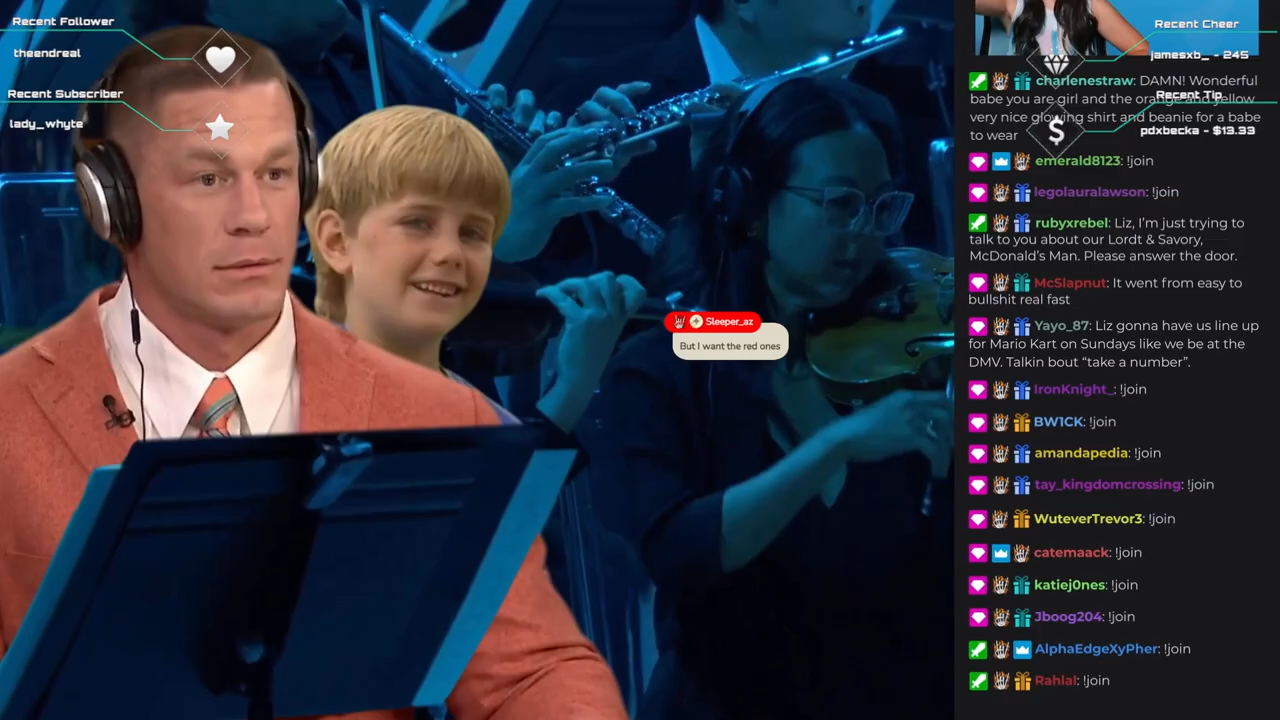 Recent Follower
theendreal
Recent Subscriber
lady_whyte
Recent Cheer
jamesxb_ - 245
Recent Tip
pdxbecka - $13.33
Sleeper_az
But I want the red ones
charlenestraw: DAMN! Wonderful
babe you are girl and the orange and yellow
very nice glowing shirt and beanie for a babe
to wear
emerald8123: !join
legolauralawson: !join
rubyxrebel: Liz, I'm just trying to
talk to you about our Lordt & Savory,
McDonald's Man. Please answer the door.
McSlapnut: It went from easy to
bullshit real fast
Yayo_87: Liz gonna have us line up
for Mario Kart on Sundays like we be at the
DMV. Talkin bout “take a number”.
IronKnight_: !join
BW1CK: !join
amandapedia: !join
tay_kingdomcrossing: !join
WuteverTrevor3: !join
catemaack: !join
katiej0nes: !join
Jboog204: !join
AlphaEdgeXyPher: !join
Rahlal: !join